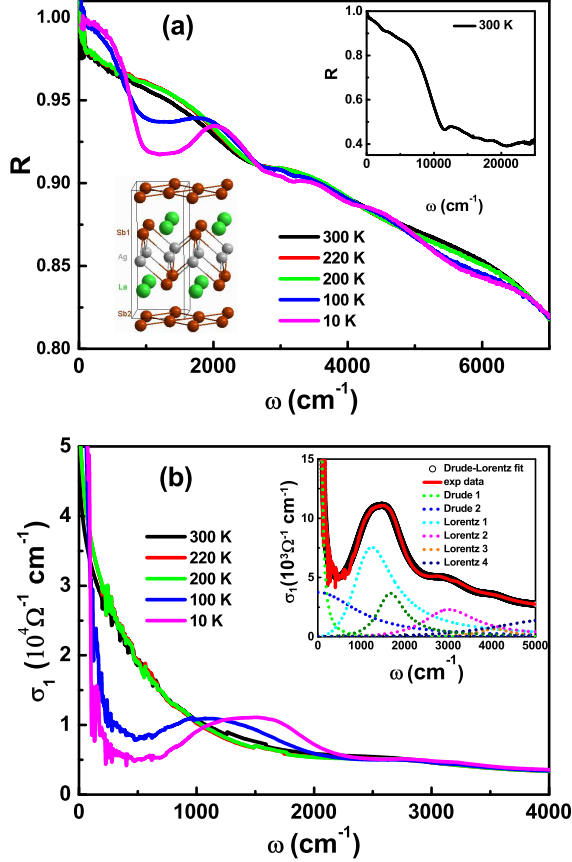 (a)
R
1.00
0.95
0.90
0.85
0.80
0
2000
4000
6000
ω (cm-1)
300 K
220 K
200 K
100 K
10 K
Sb1
Ag
La
Sb2
R
1.0
0.8
0.6
0.4
0
10000
20000
ω (cm-1)
300 K
(b)
σ1 (10⁴Ω-1 cm-1)
5
4
3
2
1
0
0
1000
2000
3000
4000
ω (cm-1)
300 K
220 K
200 K
100 K
10 K
σ1 (10³Ω-1 cm-1)
15
10
5
0
0
1000
2000
3000
4000
5000
ω (cm-1)
Drude-Lorentz fit
exp data
Drude 1
Drude 2
Lorentz 1
Lorentz 2
Lorentz 3
Lorentz 4